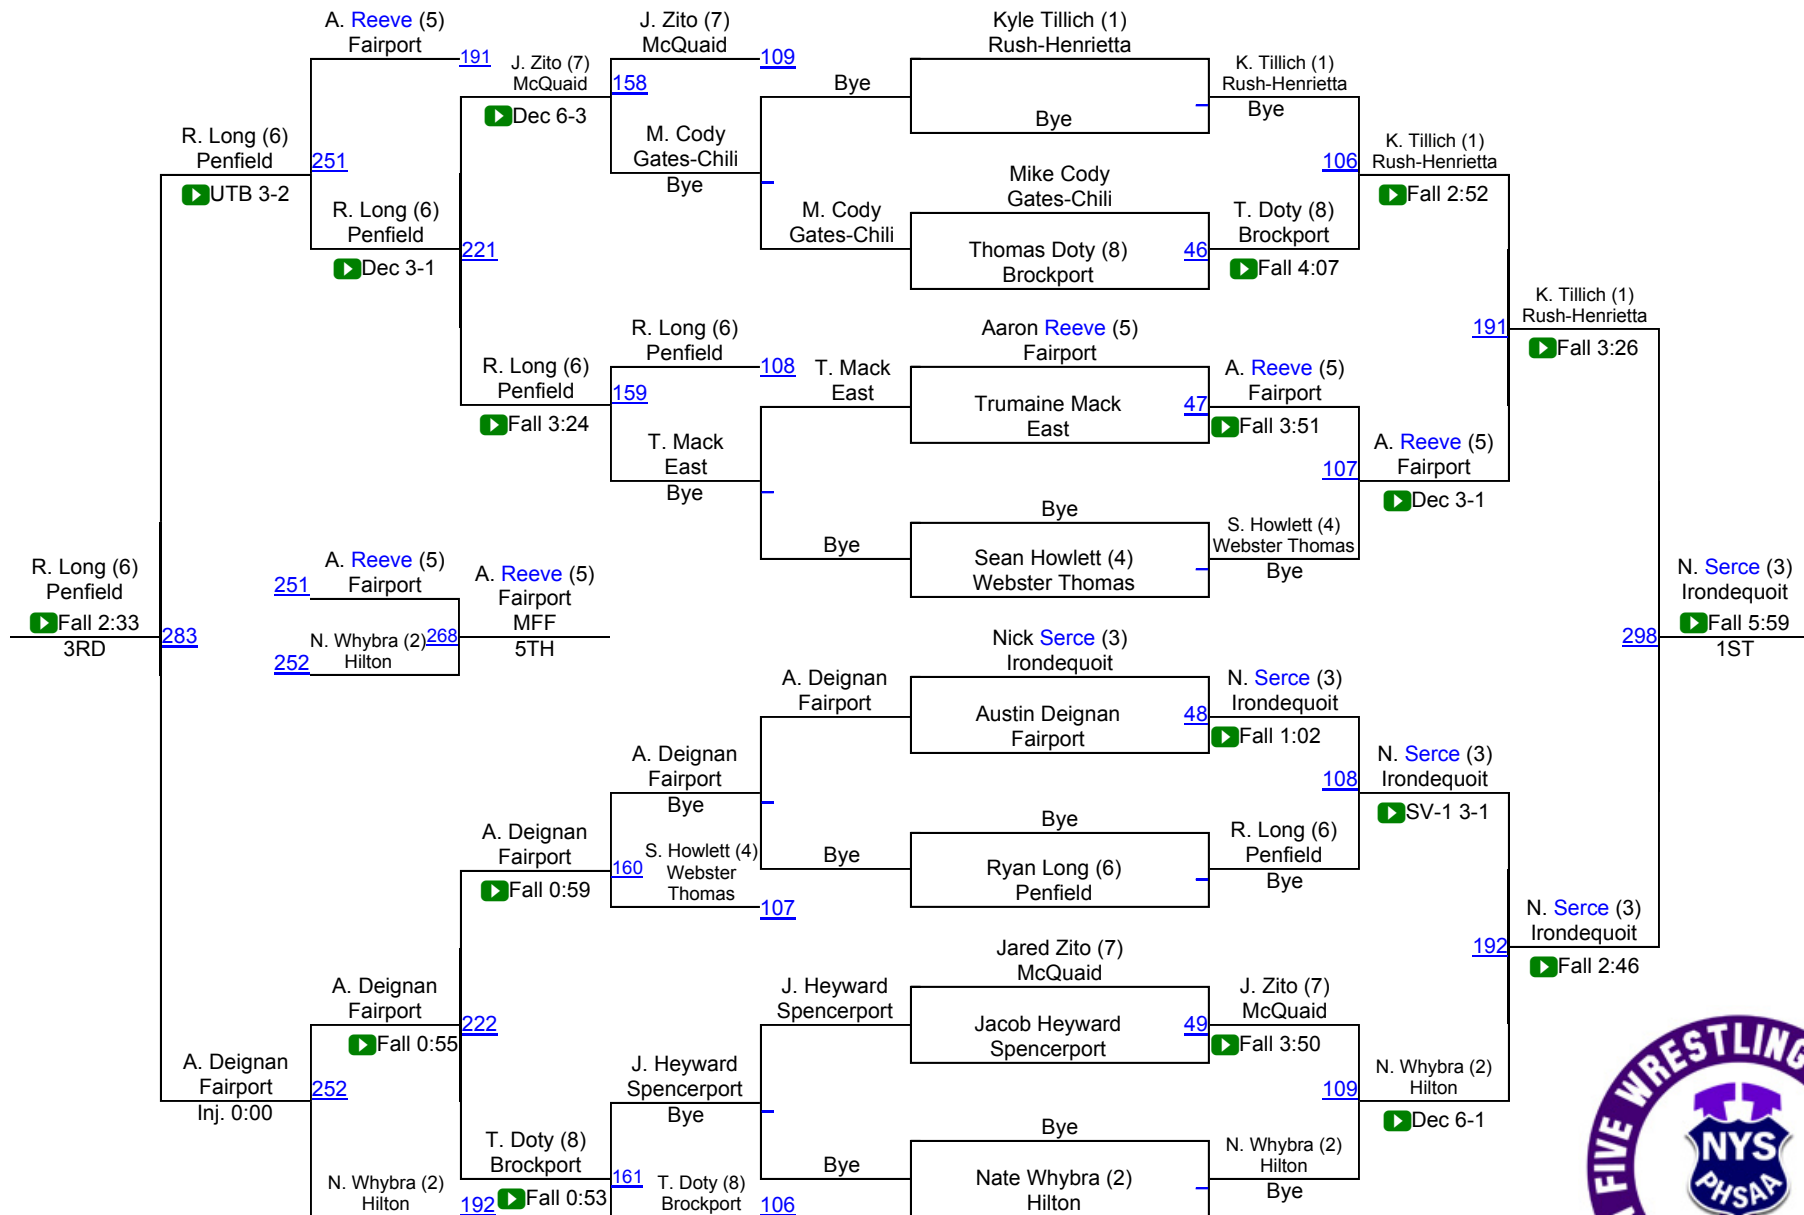 A. Reeve (5)
Fairport
191
J. Zito (7)
McQuaid
109
Kyle Tillich (1)
Rush-Henrietta
J. Zito (7)
McQuaid
158
Dec 6-3
Bye
Bye
K. Tillich (1)
Rush-Henrietta
Bye
R. Long (6)
Penfield
251
UTB 3-2
M. Cody
Gates-Chili
Bye
Mike Cody
Gates-Chili
106
K. Tillich (1)
Rush-Henrietta
Fall 2:52
R. Long (6)
Penfield
221
Dec 3-1
M. Cody
Gates-Chili
Thomas Doty (8)
Brockport
46
T. Doty (8)
Brockport
Fall 4:07
K. Tillich (1)
Rush-Henrietta
191
Fall 3:26
R. Long (6)
Penfield
108
Aaron Reeve (5)
Fairport
R. Long (6)
Penfield
159
Fall 3:24
T. Mack
East
Trumaine Mack
East
47
A. Reeve (5)
Fairport
Fall 3:51
T. Mack
East
Bye
107
A. Reeve (5)
Fairport
Dec 3-1
Bye
Bye
Sean Howlett (4)
Webster Thomas
S. Howlett (4)
Webster Thomas
Bye
R. Long (6)
Penfield
Fall 2:33
3RD
283
251
A. Reeve (5)
Fairport
252
N. Whybra (2)
Hilton
268
A. Reeve (5)
Fairport
MFF
5TH
N. Serce (3)
Irondequoit
298
Fall 5:59
1ST
Nick Serce (3)
Irondequoit
A. Deignan
Fairport
Austin Deignan
Fairport
48
N. Serce (3)
Irondequoit
Fall 1:02
A. Deignan
Fairport
Bye
108
N. Serce (3)
Irondequoit
SV-1 3-1
A. Deignan
Fairport
160
Fall 0:59
S. Howlett (4)
Webster
Thomas
107
Bye
Bye
Ryan Long (6)
Penfield
R. Long (6)
Penfield
Bye
192
N. Serce (3)
Irondequoit
Fall 2:46
Jared Zito (7)
McQuaid
A. Deignan
Fairport
222
Fall 0:55
J. Heyward
Spencerport
Jacob Heyward
Spencerport
49
J. Zito (7)
McQuaid
Fall 3:50
A. Deignan
Fairport
252
Inj. 0:00
J. Heyward
Spencerport
Bye
109
N. Whybra (2)
Hilton
Dec 6-1
T. Doty (8)
Brockport
161
Fall 0:53
Bye
Bye
N. Whybra (2)
Hilton
192
T. Doty (8)
Brockport
106
Nate Whybra (2)
Hilton
N. Whybra (2)
Hilton
Bye
FIVE WRESTLING
NYS
PHSAA